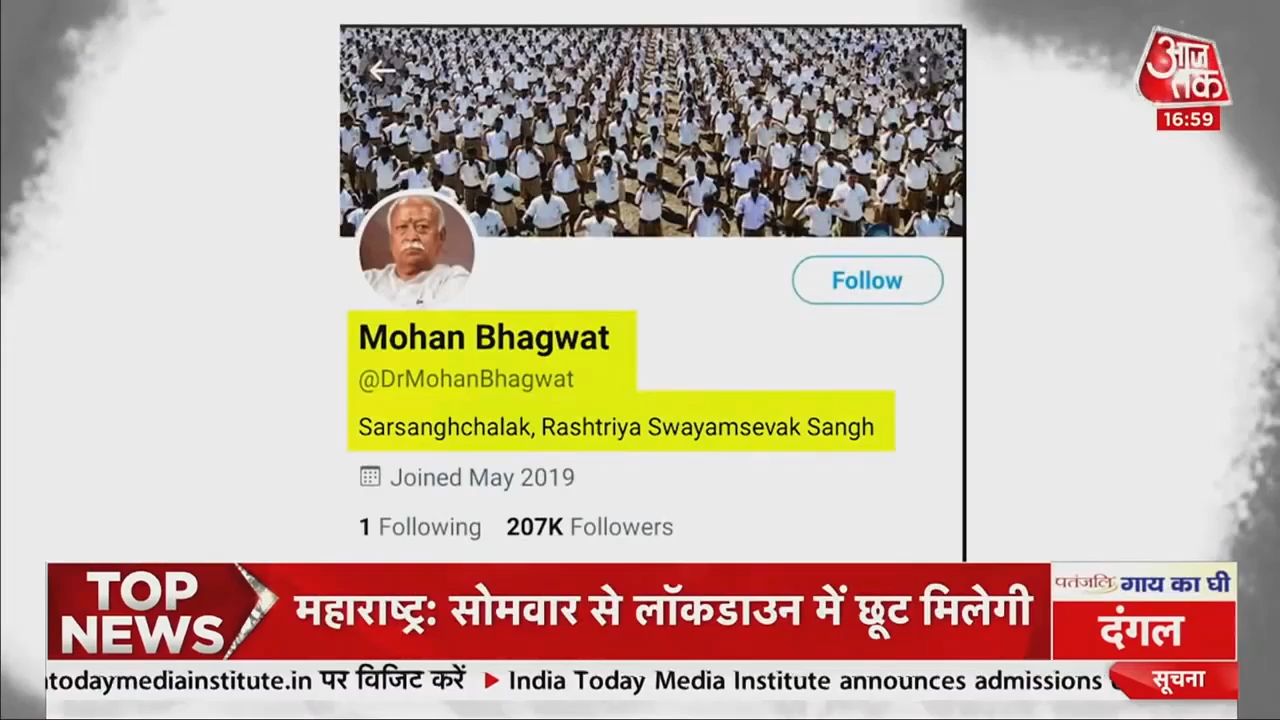 आज
तक
16:59
Follow
Mohan Bhagwat
@DrMohanBhagwat
Sarsanghchalak, Rashtriya Swayamsevak Sangh
Joined May 2019
1 Following 207K Followers
TOP
NEWS
महाराष्ट्र: सोमवार से लॉकडाउन में छूट मिलेगी
पतंजलि गाय का घी
दंगल
todaymediainstitute.in पर विजिट करें ▶ India Today Media Institute announces admissions
सूचना